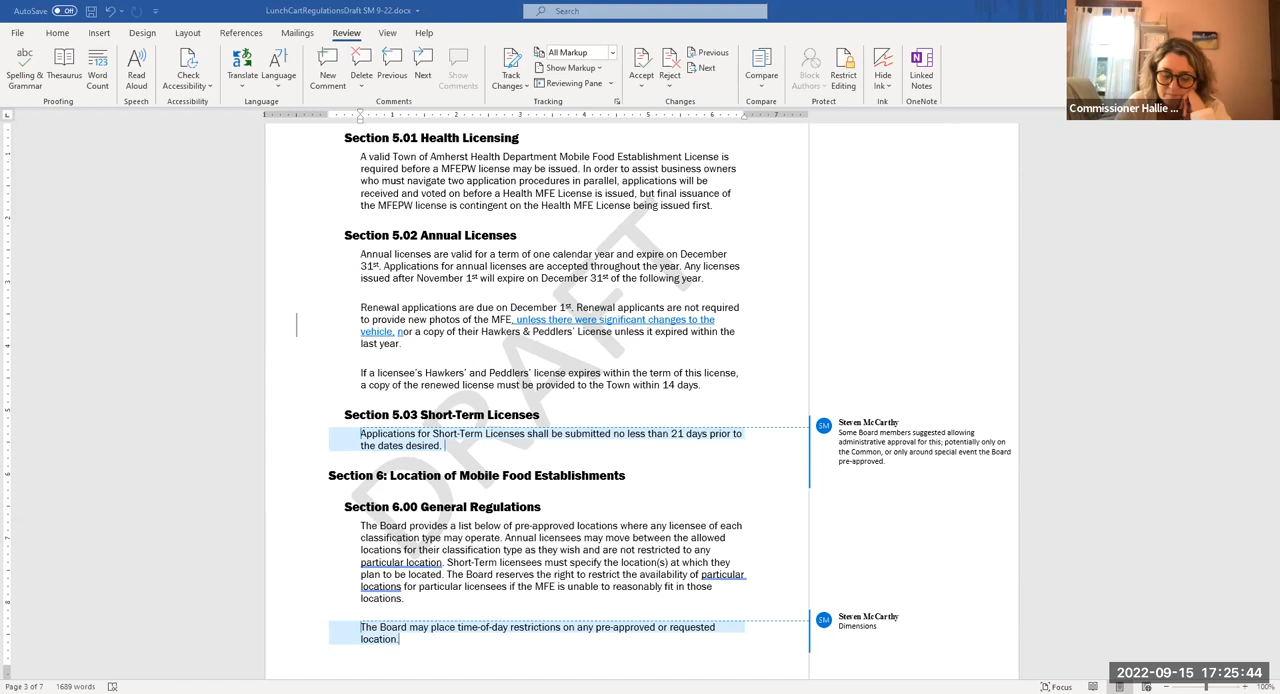 AutoSave Off
LunchCartRegulationsDraft SM 9-22.docx
Search
File Home Insert Draw Design Layout References Mailings Review View Help
abc
Spelling & Grammar
Thesaurus
Word Count
Read Aloud
Check Accessibility
Translate
Language
New Comment
Delete
Previous
Next
Show Comments
Track Changes
All Markup
Show Markup
Reviewing Pane
Accept
Reject
Previous
Next
Compare
Block Authors
Restrict Editing
Hide Ink
Linked Notes
Proofing Speech Accessibility Language Comments Tracking Changes Compare Protect Ink OneNote
Commissioner Hallie ...
DRAFT
Section 5.01 Health Licensing
A valid Town of Amherst Health Department Mobile Food Establishment License is
required before a MFEPW license may be issued. In order to assist business owners
who must navigate two application procedures in parallel, applications will be
received and voted on before a Health MFE License is issued, but final issuance of
the MFEPW license is contingent on the Health MFE License being issued first.
Section 5.02 Annual Licenses
Annual licenses are valid for a term of one calendar year and expire on December
31st. Applications for annual licenses are accepted throughout the year. Any licenses
issued after November 1st will expire on December 31st of the following year.
Renewal applications are due on December 1st. Renewal applicants are not required
to provide new photos of the MFE, unless there were significant changes to the
vehicle, nor a copy of their Hawkers & Peddlers' License unless it expired within the
last year.
If a licensee's Hawkers' and Peddlers' license expires within the term of this license,
a copy of the renewed license must be provided to the Town within 14 days.
Section 5.03 Short-Term Licenses
Applications for Short-Term Licenses shall be submitted no less than 21 days prior to
the dates desired.
SM
Steven McCarthy
Some Board members suggested allowing
administrative approval for this; potentially only on
the Common, or only around special event the Board
pre-approved.
Section 6: Location of Mobile Food Establishments
Section 6.00 General Regulations
The Board provides a list below of pre-approved locations where any licensee of each
classification type may operate. Annual licensees may move between the allowed
locations for their classification type as they wish and are not restricted to any
particular location. Short-Term licensees must specify the location(s) at which they
plan to be located. The Board reserves the right to restrict the availability of particular
locations for particular licensees if the MFE is unable to reasonably fit in those
locations.
The Board may place time-of-day restrictions on any pre-approved or requested
location.
SM
Steven McCarthy
Dimensions
2022-09-15 17:25:44
Page 3 of 7 1689 words
Focus
100%